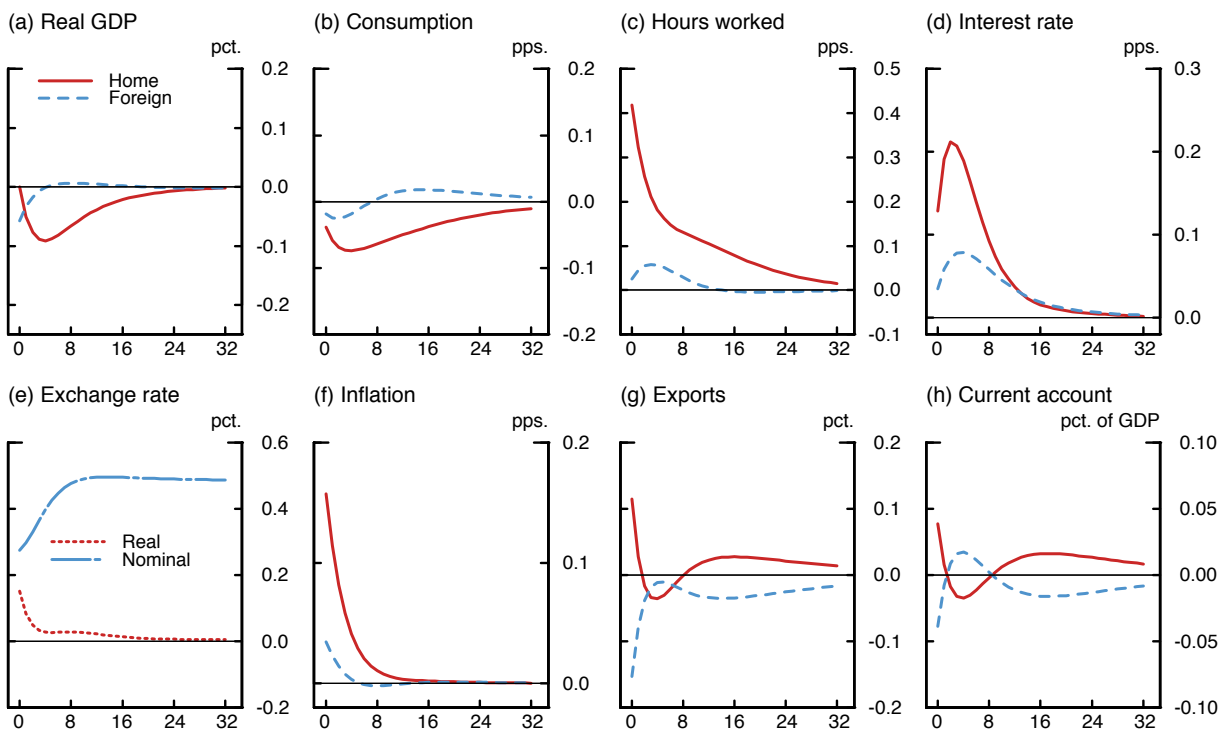 (a) Real GDP
pct.
Home
Foreign
0.2
0.1
0.0
-0.1
-0.2
0 8 16 24 32
(b) Consumption
pps.
0.2
0.1
0.0
-0.1
-0.2
0 8 16 24 32
(c) Hours worked
pps.
0.5
0.4
0.3
0.2
0.1
0.0
-0.1
0 8 16 24 32
(d) Interest rate
pps.
0.3
0.2
0.1
0.0
0 8 16 24 32
(e) Exchange rate
pct.
Real
Nominal
0.6
0.4
0.2
0.0
-0.2
0 8 16 24 32
(f) Inflation
pps.
0.2
0.1
0.0
0 8 16 24 32
(g) Exports
pct.
0.2
0.1
0.0
-0.1
-0.2
0 8 16 24 32
(h) Current account
pct. of GDP
0.10
0.05
0.00
-0.05
-0.10
0 8 16 24 32